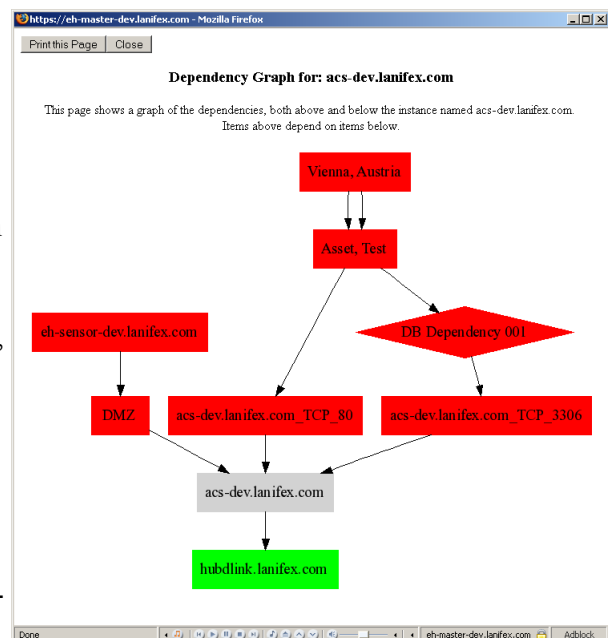 https://eh-master-dev.lanifex.com - Mozilla Firefox
Print this Page Close
Dependency Graph for: acs-dev.lanifex.com
This page shows a graph of the dependencies, both above and below the instance named acs-dev.lanifex.com.
Items above depend on items below.
Vienna, Austria
Asset, Test
eh-sensor-dev.lanifex.com
DB Dependency 001
DMZ
acs-dev.lanifex.com_TCP_80
acs-dev.lanifex.com_TCP_3306
acs-dev.lanifex.com
hubdlink.lanifex.com
Done eh-master-dev.lanifex.com Adblock